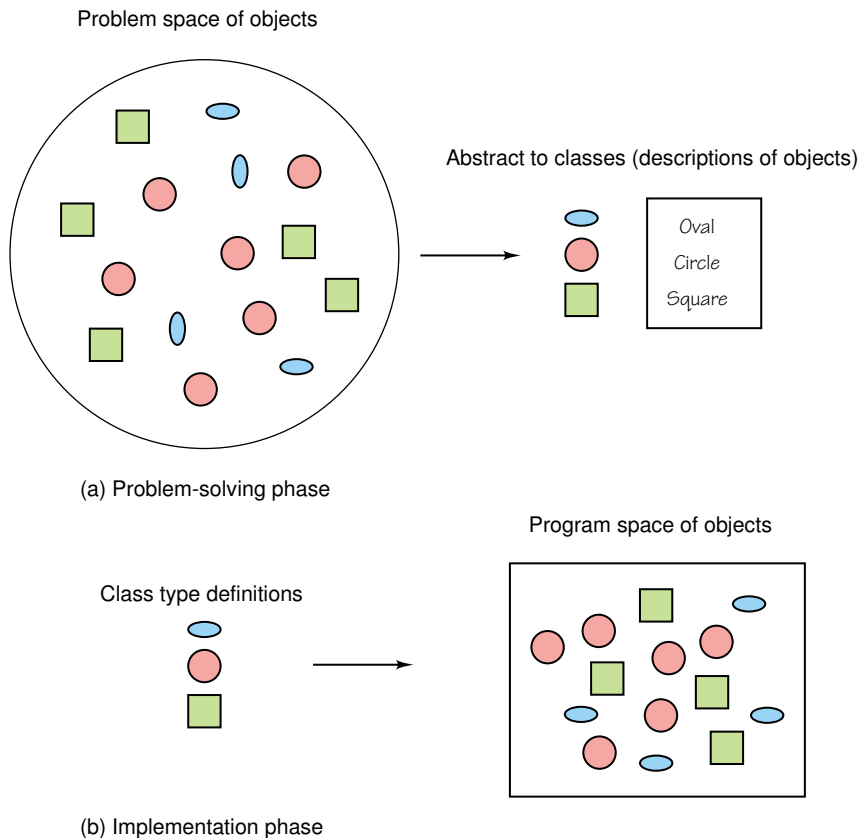 Problem space of objects
Abstract to classes (descriptions of objects)
Oval
Circle
Square
(a) Problem-solving phase
Program space of objects
Class type definitions
(b) Implementation phase